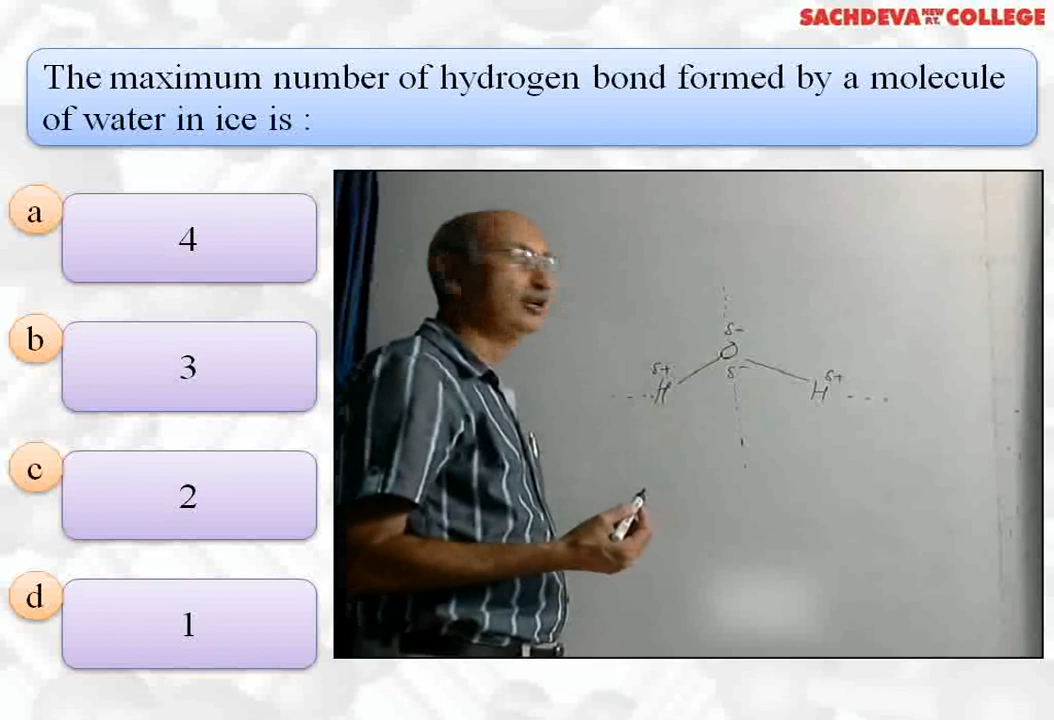 SACHDEVA NEW P.T. COLLEGE
The maximum number of hydrogen bond formed by a molecule
of water in ice is :
a
4
b
3
c
2
d
1
δ-
O
δ-
δ+
H
δ+
H